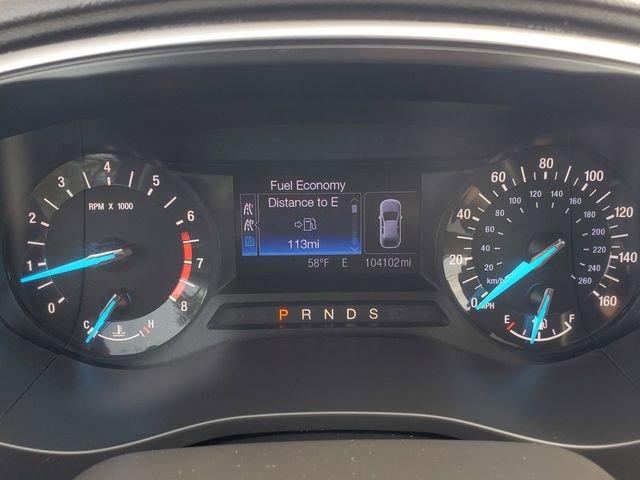 Fuel Economy
Distance to E
113mi
58°F E 104102mi
P R N D S
0 1 2 3 4 5 6 7 8
RPM X 1000
C H
0 20 40 60 80 100 120 140 160
MPH
20 40 60 80 100 120 140 160 180 200 220 240 260
km/h
E F